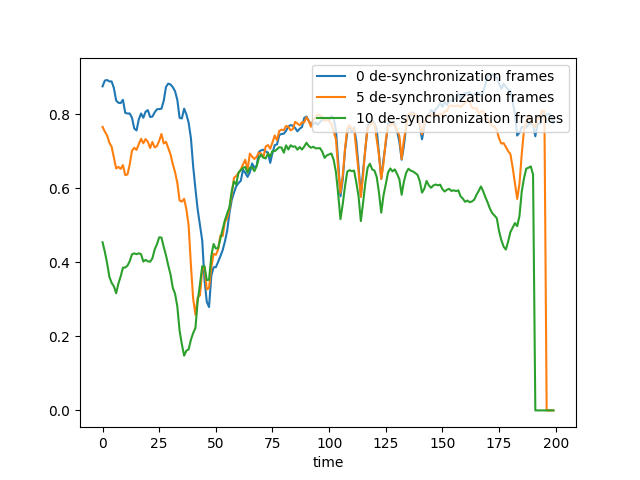 0 de-synchronization frames
5 de-synchronization frames
10 de-synchronization frames
0.8
0.6
0.4
0.2
0.0
0 25 50 75 100 125 150 175 200
time